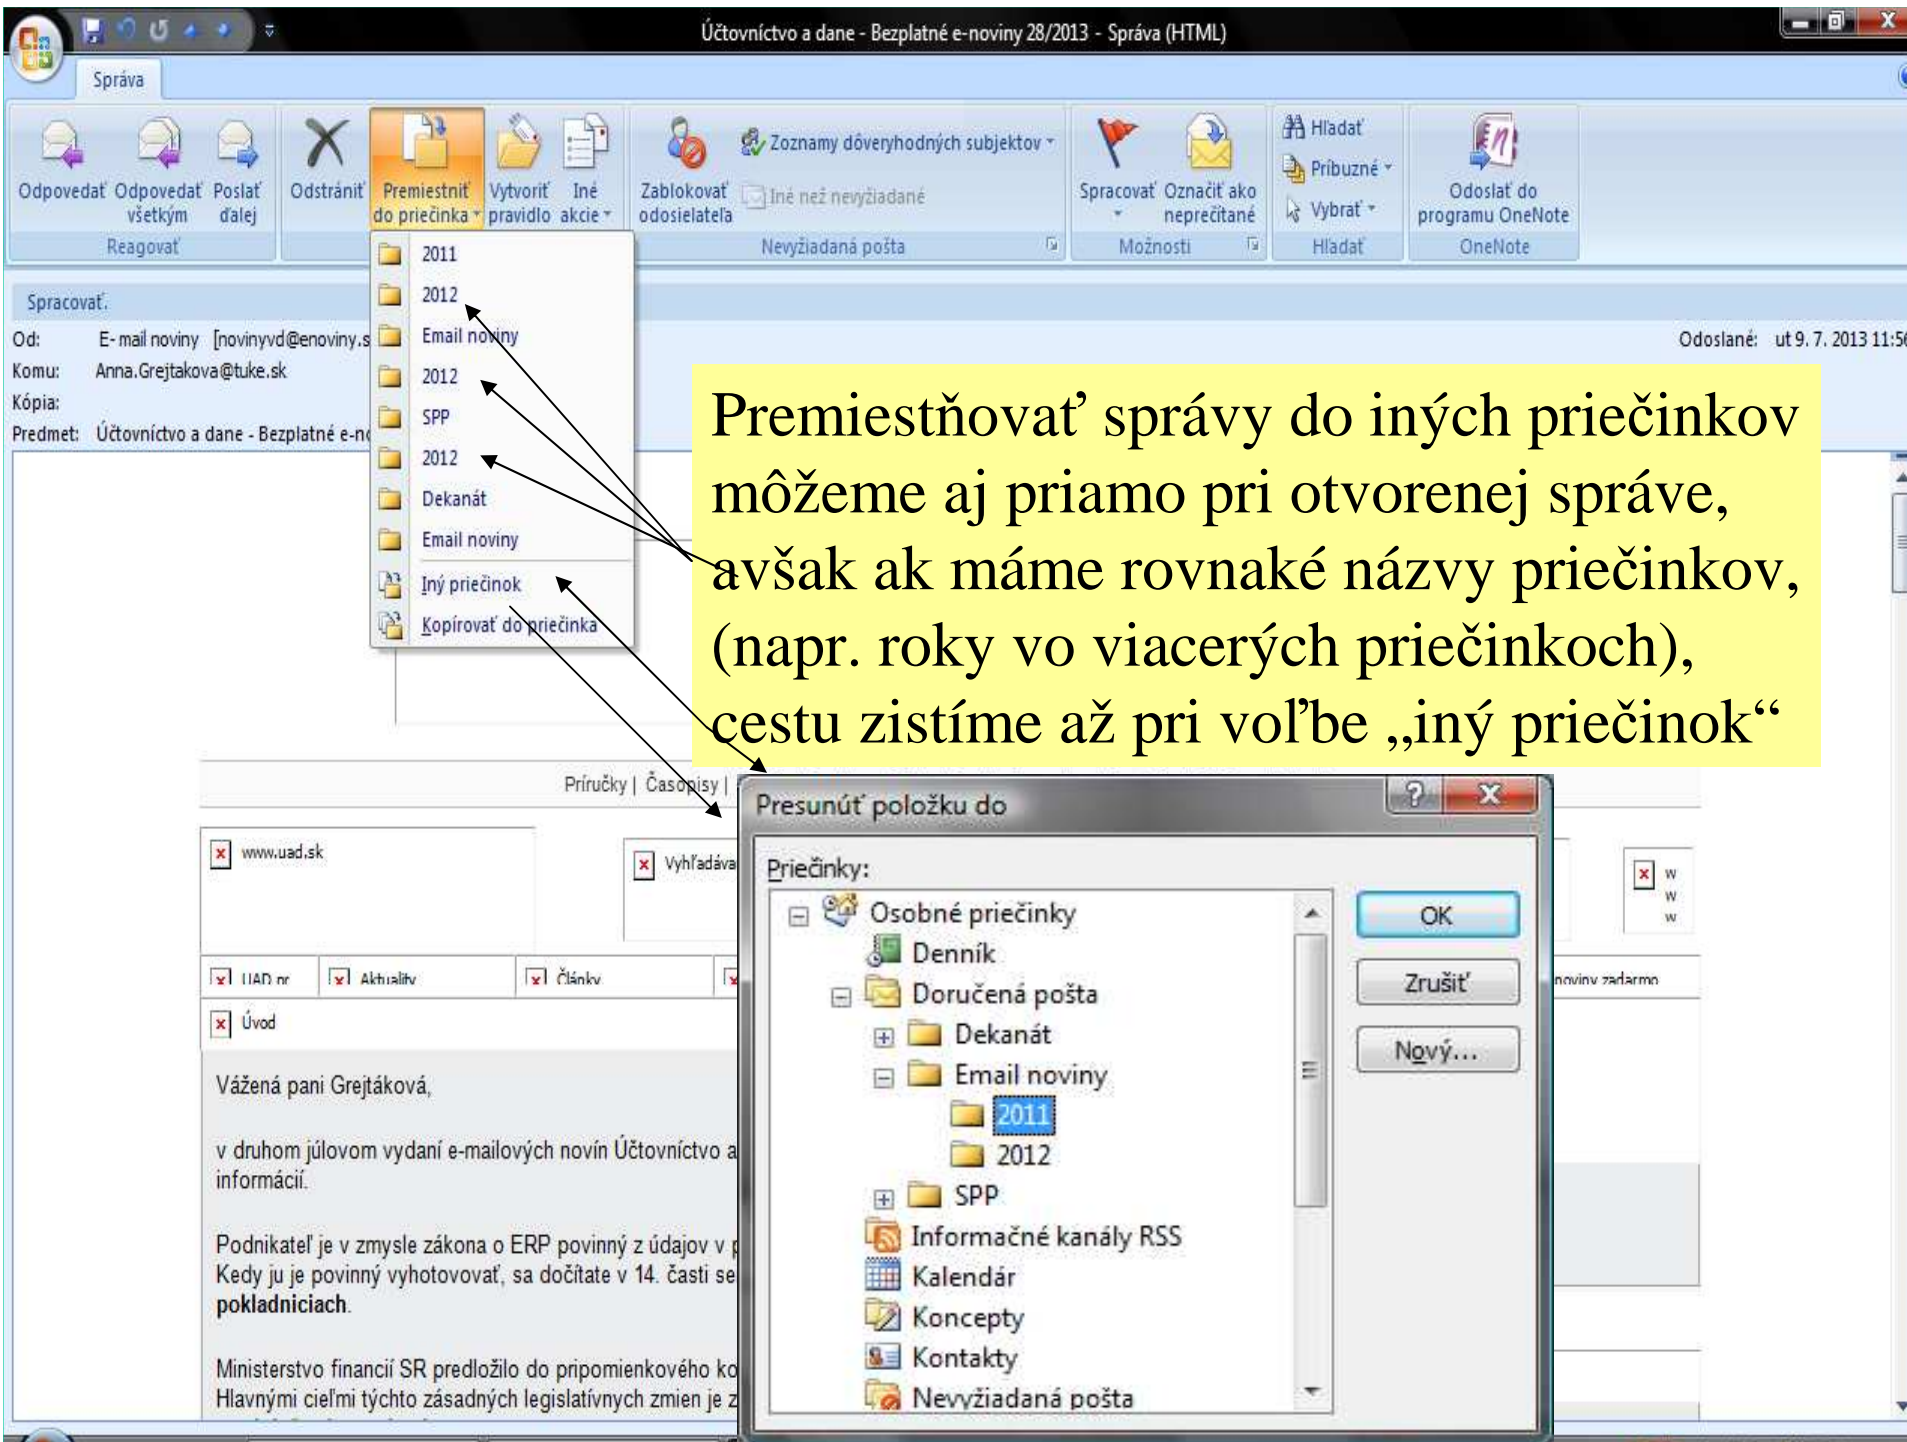 Účtovníctvo a dane - Bezplatné e-noviny 28/2013 - Správa (HTML)
Správa
Odpovedať
Odpovedať všetkým
Poslať ďalej
Reagovať
Odstrániť
Premiestniť do priečinka
Vytvoriť pravidlo
Iné akcie
Zablokovať odosielateľa
Zoznamy dôveryhodných subjektov
Iné než nevyžiadané
Nevyžiadaná pošta
Spracovať
Označiť ako neprečítané
Možnosti
Hľadať
Príbuzné
Vybrať
Hľadať
Odoslať do programu OneNote
OneNote
2011
2012
Email noviny
2012
SPP
2012
Dekanát
Email noviny
Iný priečinok
Kopírovať do priečinka
Spracovať.
Od: E- mail noviny [novinyvd@enoviny.s
Odoslané: ut 9. 7. 2013 11:56
Komu: Anna.Grejtakova@tuke.sk
Kópia:
Predmet: Účtovníctvo a dane - Bezplatné e-no
Premiestňovať správy do iných priečinkov
môžeme aj priamo pri otvorenej správe,
avšak ak máme rovnaké názvy priečinkov,
(napr. roky vo viacerých priečinkoch),
cestu zistíme až pri voľbe „iný priečinok“
Príručky | Časopisy |
www.uad.sk
Vyhľadáva
w
w
w
UAD nr
Aktuality
Články
noviny zadarmo
Úvod
Vážená pani Grejtáková,
v druhom júlovom vydaní e-mailových novín Účtovníctvo a
informácií.
Podnikateľ je v zmysle zákona o ERP povinný z údajov v p
Kedy ju je povinný vyhotovovať, sa dočítate v 14. časti se
pokladniciach.
Ministerstvo financií SR predložilo do pripomienkového ko
Hlavnými cieľmi týchto zásadných legislatívnych zmien je z
Presunúť položku do
Priečinky:
Osobné priečinky
Denník
Doručená pošta
Dekanát
Email noviny
2011
2012
SPP
Informačné kanály RSS
Kalendár
Koncepty
Kontakty
Nevyžiadaná pošta
OK
Zrušiť
Nový...